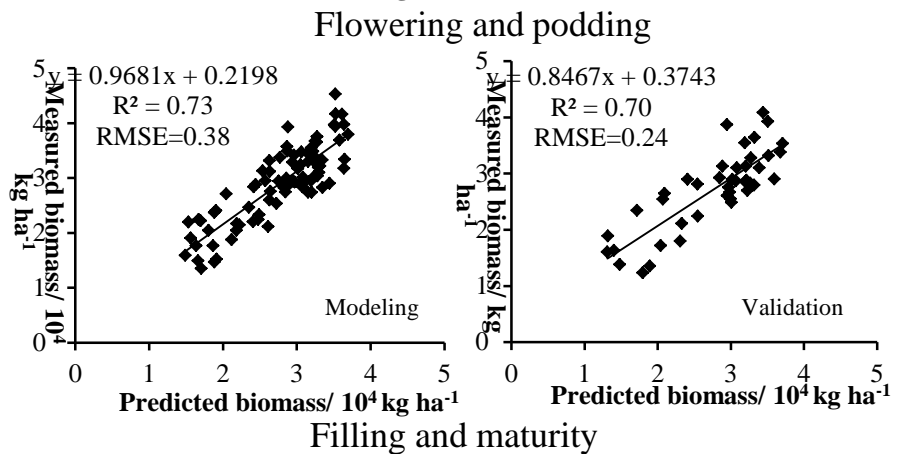 Flowering and podding
y = 0.9681x + 0.2198
R² = 0.73
RMSE=0.38
Measured biomass/ 10⁴
kg ha⁻¹
5
4
3
2
1
0
0 1 2 3 4 5
Modeling
Predicted biomass/ 10⁴ kg ha⁻¹
y = 0.8467x + 0.3743
R² = 0.70
RMSE=0.24
Measured biomass/ kg
ha⁻¹
5
4
3
2
1
0
0 1 2 3 4 5
Validation
Predicted biomass/ 10⁴ kg ha⁻¹
Filling and maturity